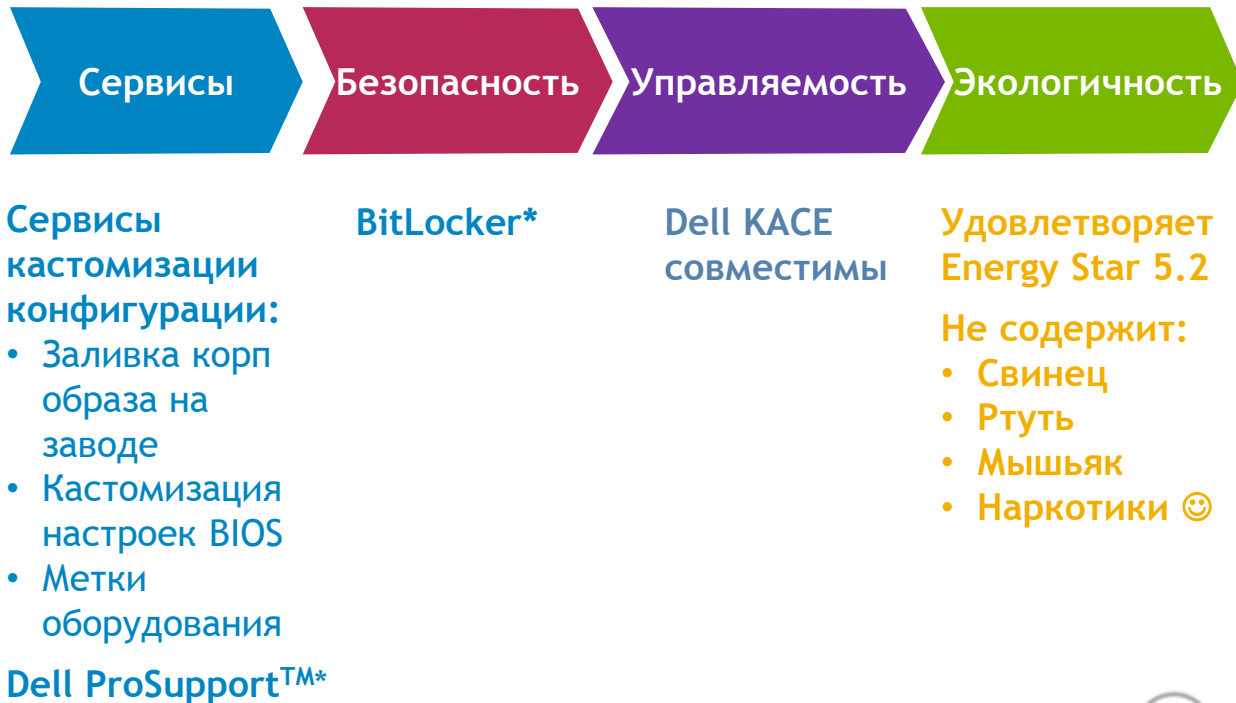 Сервисы
Безопасность
Управляемость
Экологичность
Сервисы
кастомизации
конфигурации:
• Заливка корп
образа на
заводе
• Кастомизация
настроек BIOS
• Метки
оборудования
Dell ProSupportTM*
BitLocker*
Dell KACE
совместимы
Удовлетворяет
Energy Star 5.2
Не содержит:
• Свинец
• Ртуть
• Мышьяк
• Наркотики ☺